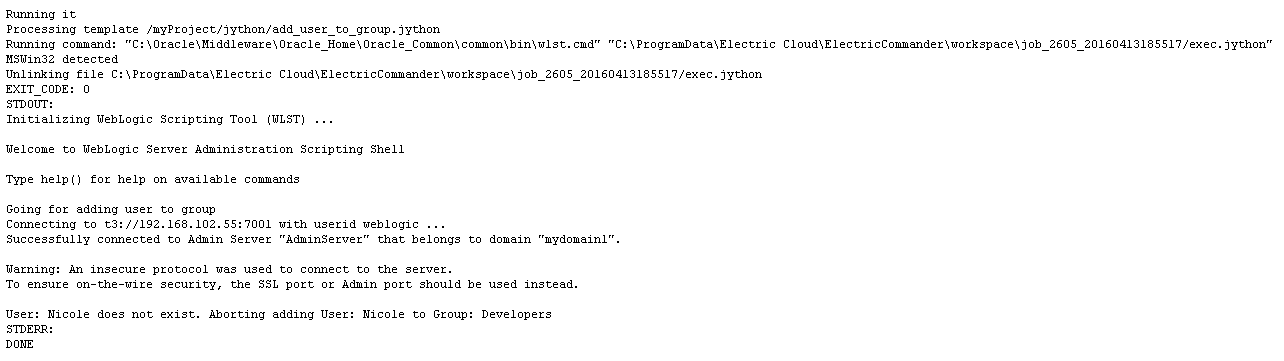 Running it
Processing template /myProject/jython/add_user_to_group.jython
Running command: "C:\Oracle\Middleware\Oracle_Home\Oracle_Common\common\bin\wlst.cmd" "C:\ProgramData\Electric Cloud\ElectricCommander\workspace\job_2605_20160413185517/exec.jython"
MSWin32 detected
Unlinking file C:\ProgramData\Electric Cloud\ElectricCommander\workspace\job_2605_20160413185517/exec.jython
EXIT_CODE: 0
STDOUT:
Initializing WebLogic Scripting Tool (WLST) ...
Welcome to WebLogic Server Administration Scripting Shell
Type help() for help on available commands
Going for adding user to group
Connecting to t3://192.168.102.55:7001 with userid weblogic ...
Successfully connected to Admin Server "AdminServer" that belongs to domain "mydomain1".
Warning: An insecure protocol was used to connect to the server.
To ensure on-the-wire security, the SSL port or Admin port should be used instead.
User: Nicole does not exist. Aborting adding User: Nicole to Group: Developers
STDERR:
DONE